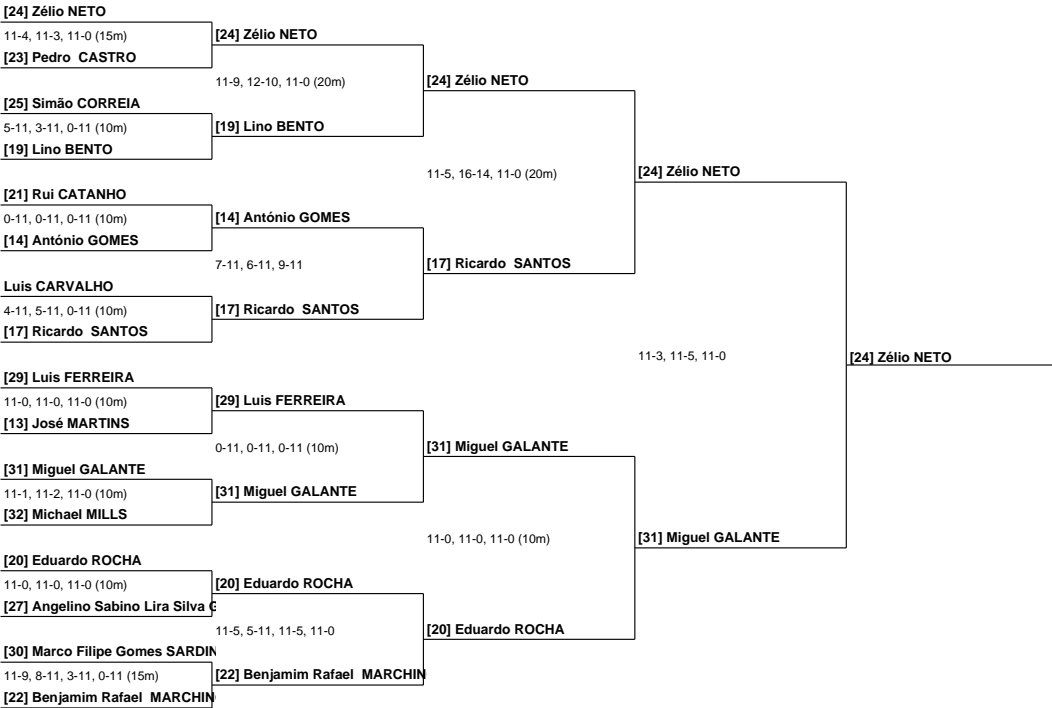 [24] Zélio NETO
11-4, 11-3, 11-0 (15m)
[23] Pedro  CASTRO
[25] Simão CORREIA
5-11, 3-11, 0-11 (10m)
[19] Lino BENTO
[21] Rui CATANHO
0-11, 0-11, 0-11 (10m)
[14] António GOMES
Luis CARVALHO
4-11, 5-11, 0-11 (10m)
[17] Ricardo  SANTOS
[29] Luis FERREIRA
11-0, 11-0, 11-0 (10m)
[13] José MARTINS
[31] Miguel GALANTE
11-1, 11-2, 11-0 (10m)
[32] Michael MILLS
[20] Eduardo ROCHA
11-0, 11-0, 11-0 (10m)
[27] Angelino Sabino Lira Silva
[30] Marco Filipe Gomes SARDIN
11-9, 8-11, 3-11, 0-11 (15m)
[22] Benjamim Rafael  MARCHIN
[24] Zélio NETO
11-9, 12-10, 11-0 (20m)
[19] Lino BENTO
[14] António GOMES
7-11, 6-11, 9-11
[17] Ricardo  SANTOS
[29] Luis FERREIRA
0-11, 0-11, 0-11 (10m)
[31] Miguel GALANTE
[20] Eduardo ROCHA
11-5, 5-11, 11-5, 11-0
[22] Benjamim Rafael  MARCHIN
[24] Zélio NETO
11-5, 16-14, 11-0 (20m)
[17] Ricardo  SANTOS
[31] Miguel GALANTE
11-0, 11-0, 11-0 (10m)
[20] Eduardo ROCHA
[24] Zélio NETO
11-3, 11-5, 11-0
[31] Miguel GALANTE
[24] Zélio NETO